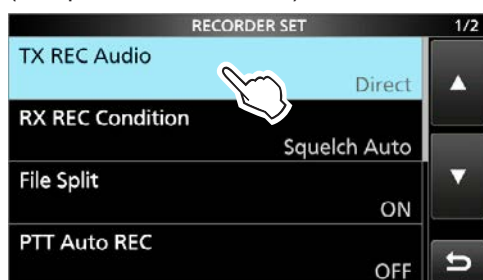 RECORDER SET 1/2
TX REC Audio
Direct
RX REC Condition
Squelch Auto
File Split
ON
PTT Auto REC
OFF